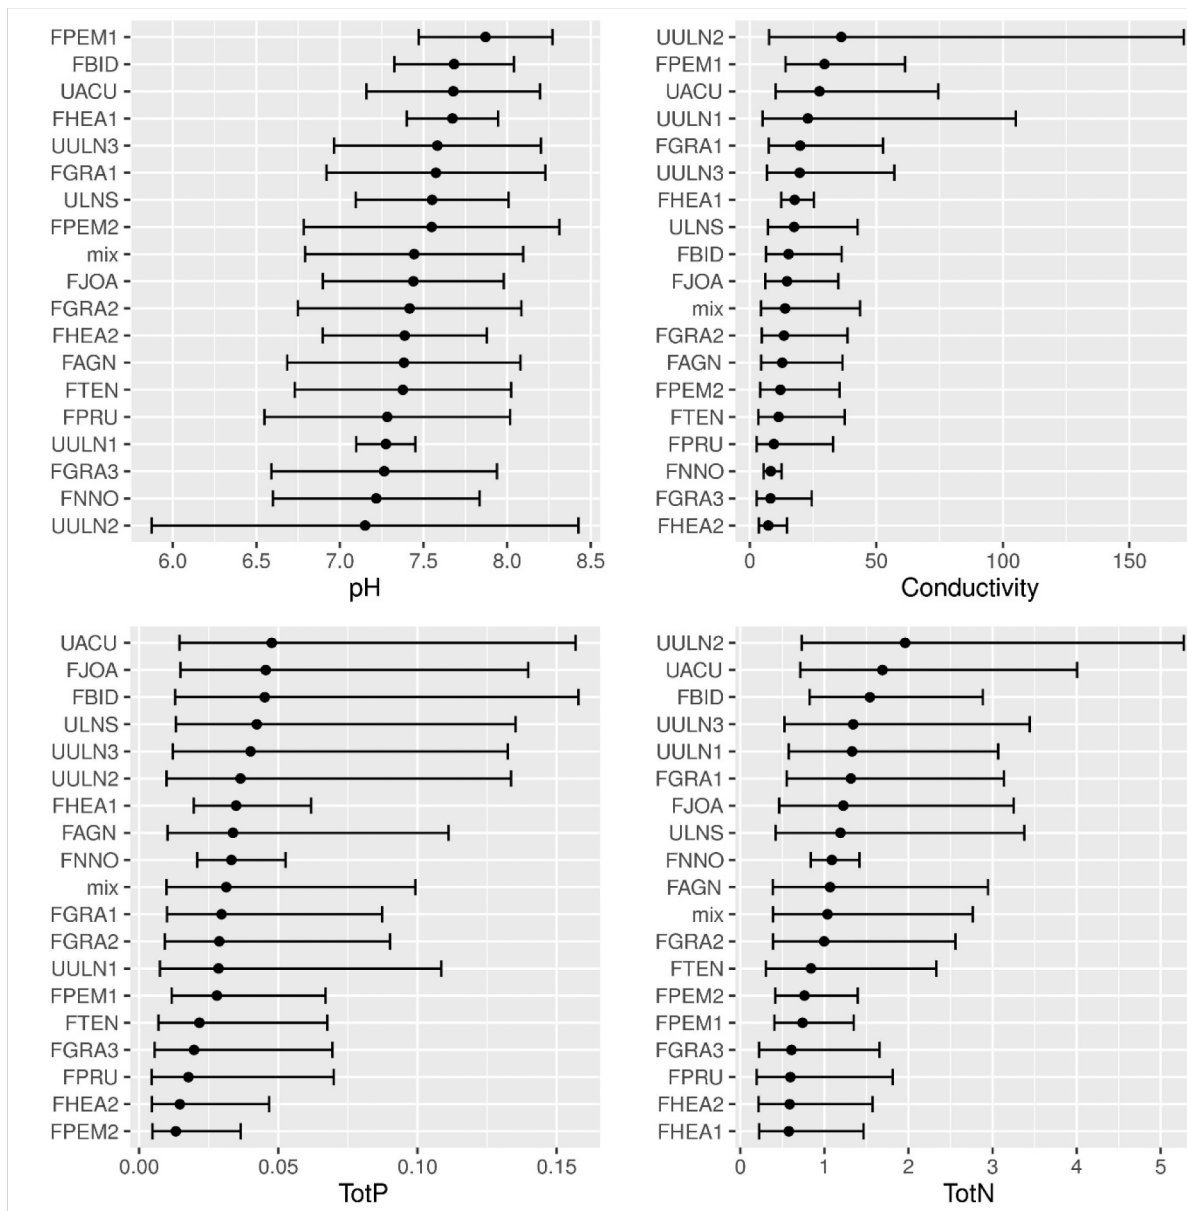 FPEM1
FBID
UACU
FHEA1
UULN3
FGRA1
ULNS
FPEM2
mix
FJOA
FGRA2
FHEA2
FAGN
FTEN
FPRU
UULN1
FGRA3
FNNO
UULN2
6.0 6.5 7.0 7.5 8.0 8.5
pH
UULN2
FPEM1
UACU
UULN1
FGRA1
UULN3
FHEA1
ULNS
FBID
FJOA
mix
FGRA2
FAGN
FPEM2
FTEN
FPRU
FNNO
FGRA3
FHEA2
0 50 100 150
Conductivity
UACU
FJOA
FBID
ULNS
UULN3
UULN2
FHEA1
FAGN
FNNO
mix
FGRA1
FGRA2
UULN1
FPEM1
FTEN
FGRA3
FPRU
FHEA2
FPEM2
0.00 0.05 0.10 0.15
TotP
UULN2
UACU
FBID
UULN3
UULN1
FGRA1
FJOA
ULNS
FNNO
FAGN
mix
FGRA2
FTEN
FPEM2
FPEM1
FGRA3
FPRU
FHEA2
FHEA1
0 1 2 3 4 5
TotN